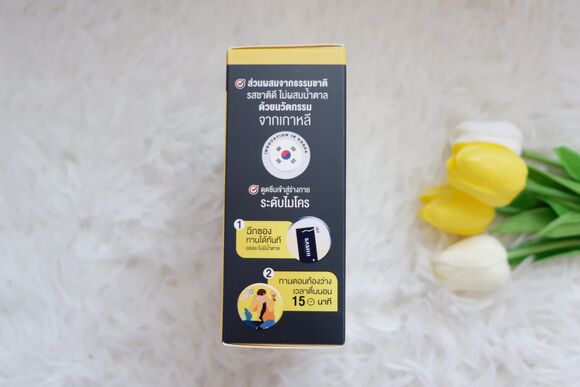 ส่วนผสมจากธรรมชาติ
รสชาติดี ไม่ผสมน้ำตาล
ด้วยนวัตกรรม
จากเกาหลี
INNOVATION IN KOREA
ดูดซึมเข้าสู่ร่างกาย
ระดับไมโคร
1
ฉีกซอง
ทานได้ทันที
อร่อย ไม่มีน้ำตาล
2
ทานตอนท้องว่าง
เวลาตื่นนอน
15 นาที